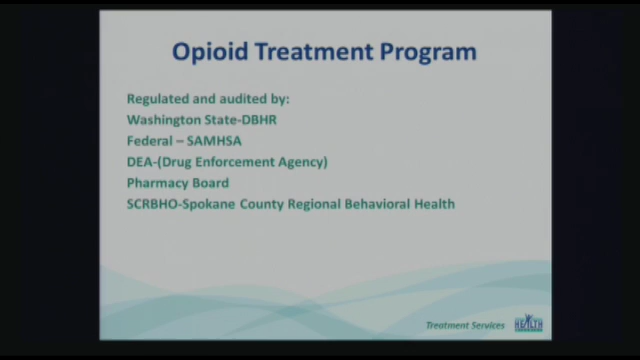 Opioid Treatment Program
Regulated and audited by:
Washington State-DBHR
Federal – SAMHSA
DEA-(Drug Enforcement Agency)
Pharmacy Board
SCRBHO-Spokane County Regional Behavioral Health
Treatment Services
HEALTH